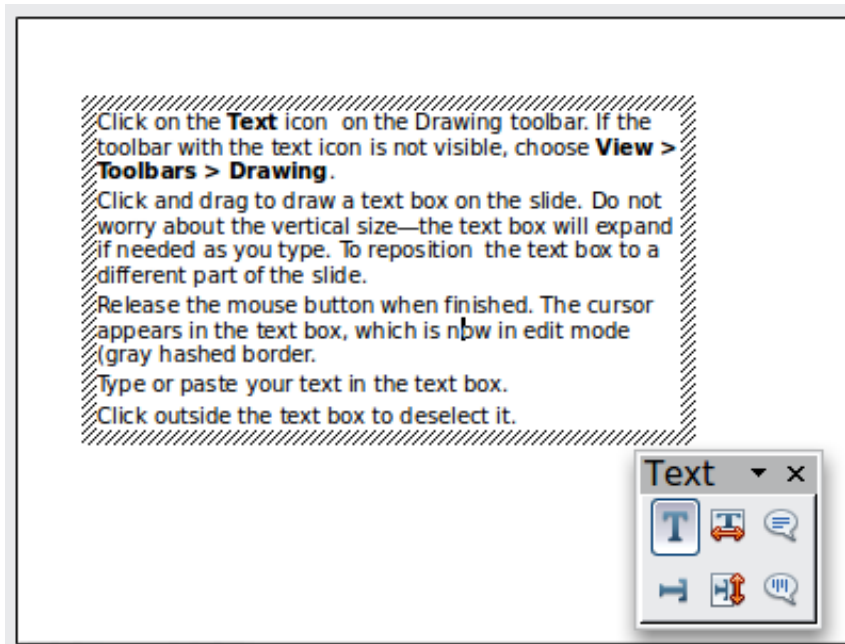 Click on the Text icon  on the Drawing toolbar. If the
toolbar with the text icon is not visible, choose View >
Toolbars > Drawing.
Click and drag to draw a text box on the slide. Do not
worry about the vertical size—the text box will expand
if needed as you type. To reposition  the text box to a
different part of the slide.
Release the mouse button when finished. The cursor
appears in the text box, which is now in edit mode
(gray hashed border.
Type or paste your text in the text box.
Click outside the text box to deselect it.
Text